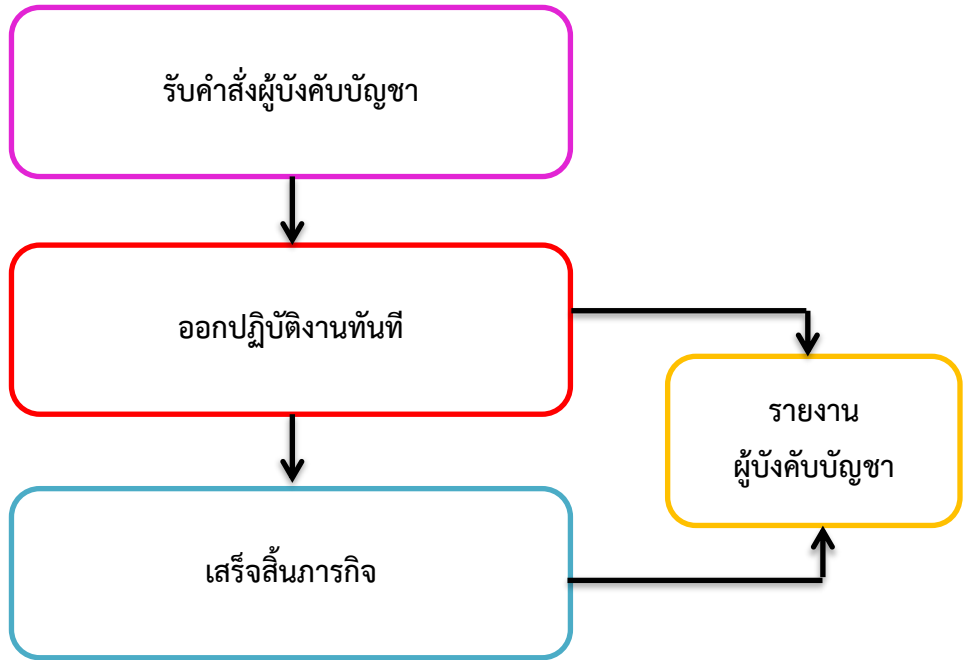 รับคำสั่งผู้บังคับบัญชา
ออกปฏิบัติงานทันที
รายงาน
ผู้บังคับบัญชา
เสร็จสิ้นภารกิจ